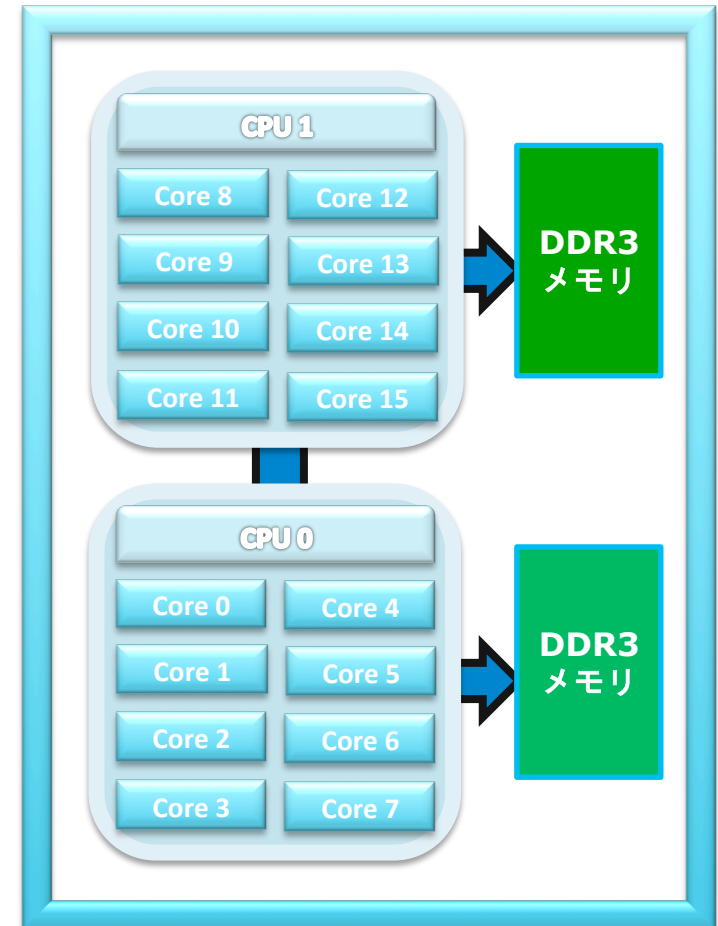 CPU 1
Core 8
Core 12
Core 9
Core 13
Core 10
Core 14
Core 11
Core 15
DDR3
メモリ
CPU 0
Core 0
Core 4
Core 1
Core 5
Core 2
Core 6
Core 3
Core 7
DDR3
メモリ